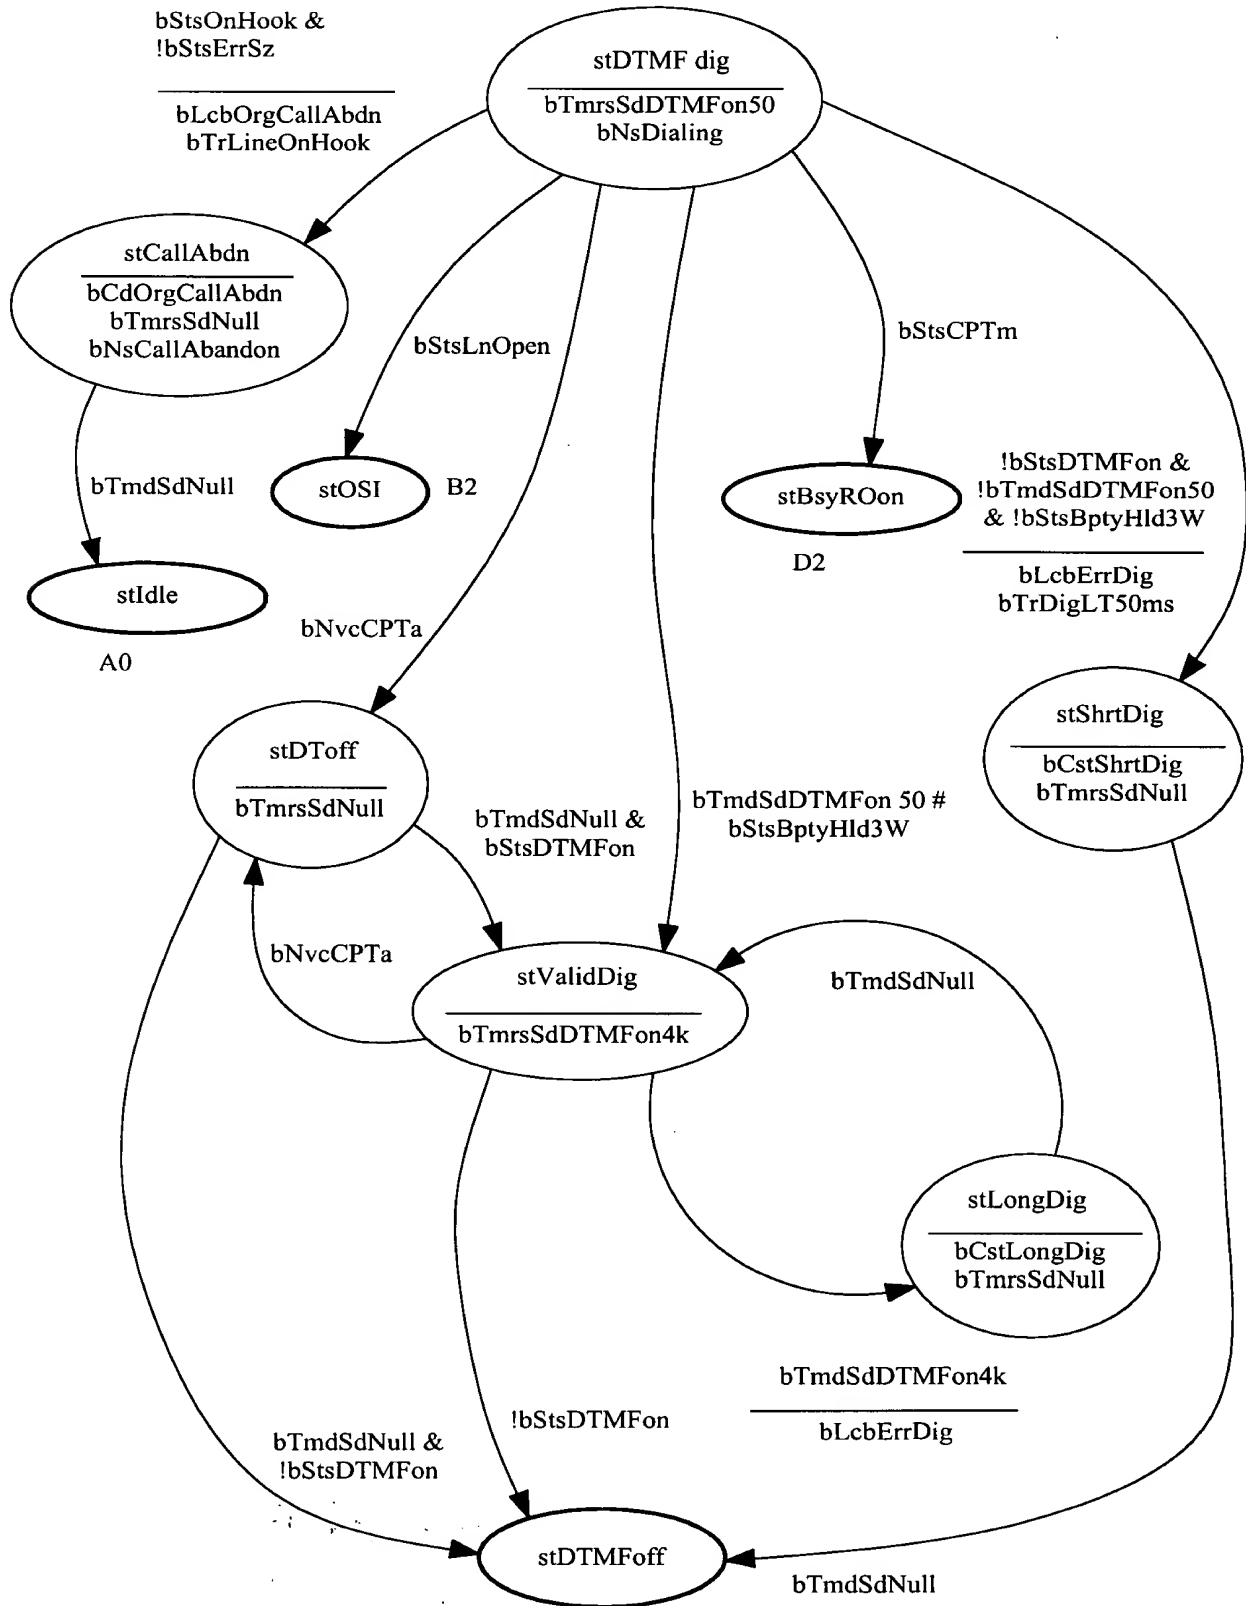 bStsOnHook &
!bStsErrSz
bLcbOrgCallAbdn
bTrLineOnHook
stDTMF dig
bTmrsSdDTMFon50
bNsDialing
stCallAbdn
bCdOrgCallAbdn
bTmrsSdNull
bNsCallAbandon
bStsLnOpen
bStsCPTm
bTmdSdNull
stOSI
B2
stBsyROon
D2
!bStsDTMFon &
!bTmdSdDTMFon50
& !bStsBptyHld3W
bLcbErrDig
bTrDigLT50ms
stIdle
A0
bNvcCPTa
stShrtDig
bCstShrtDig
bTmrsSdNull
stDToff
bTmrsSdNull
bTmdSdNull &
bStsDTMFon
bTmdSdDTMFon 50 #
bStsBptyHld3W
bNvcCPTa
stValidDig
bTmrsSdDTMFon4k
bTmdSdNull
stLongDig
bCstLongDig
bTmrsSdNull
bTmdSdDTMFon4k
bLcbErrDig
!bStsDTMFon
bTmdSdNull &
!bStsDTMFon
stDTMFoff
bTmdSdNull